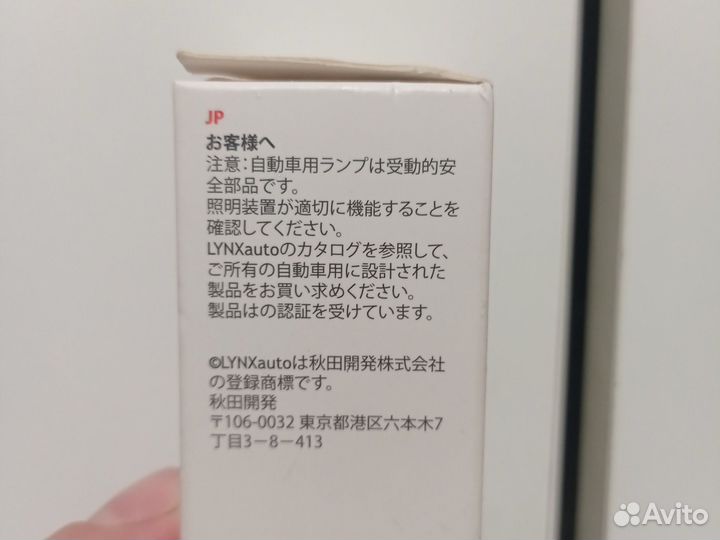 JP
お客様へ
注意：自動車用ランプは受動的安
全部品です。
照明装置が適切に機能することを
確認してください。
LYNXautoのカタログを参照して、
ご所有の自動車用に設計された
製品をお買い求めください。
製品はの認証を受けています。
©LYNXautoは秋田開発株式会社
の登録商標です。
秋田開発
〒106-0032 東京都港区六本木7
丁目3－8－413
Avito